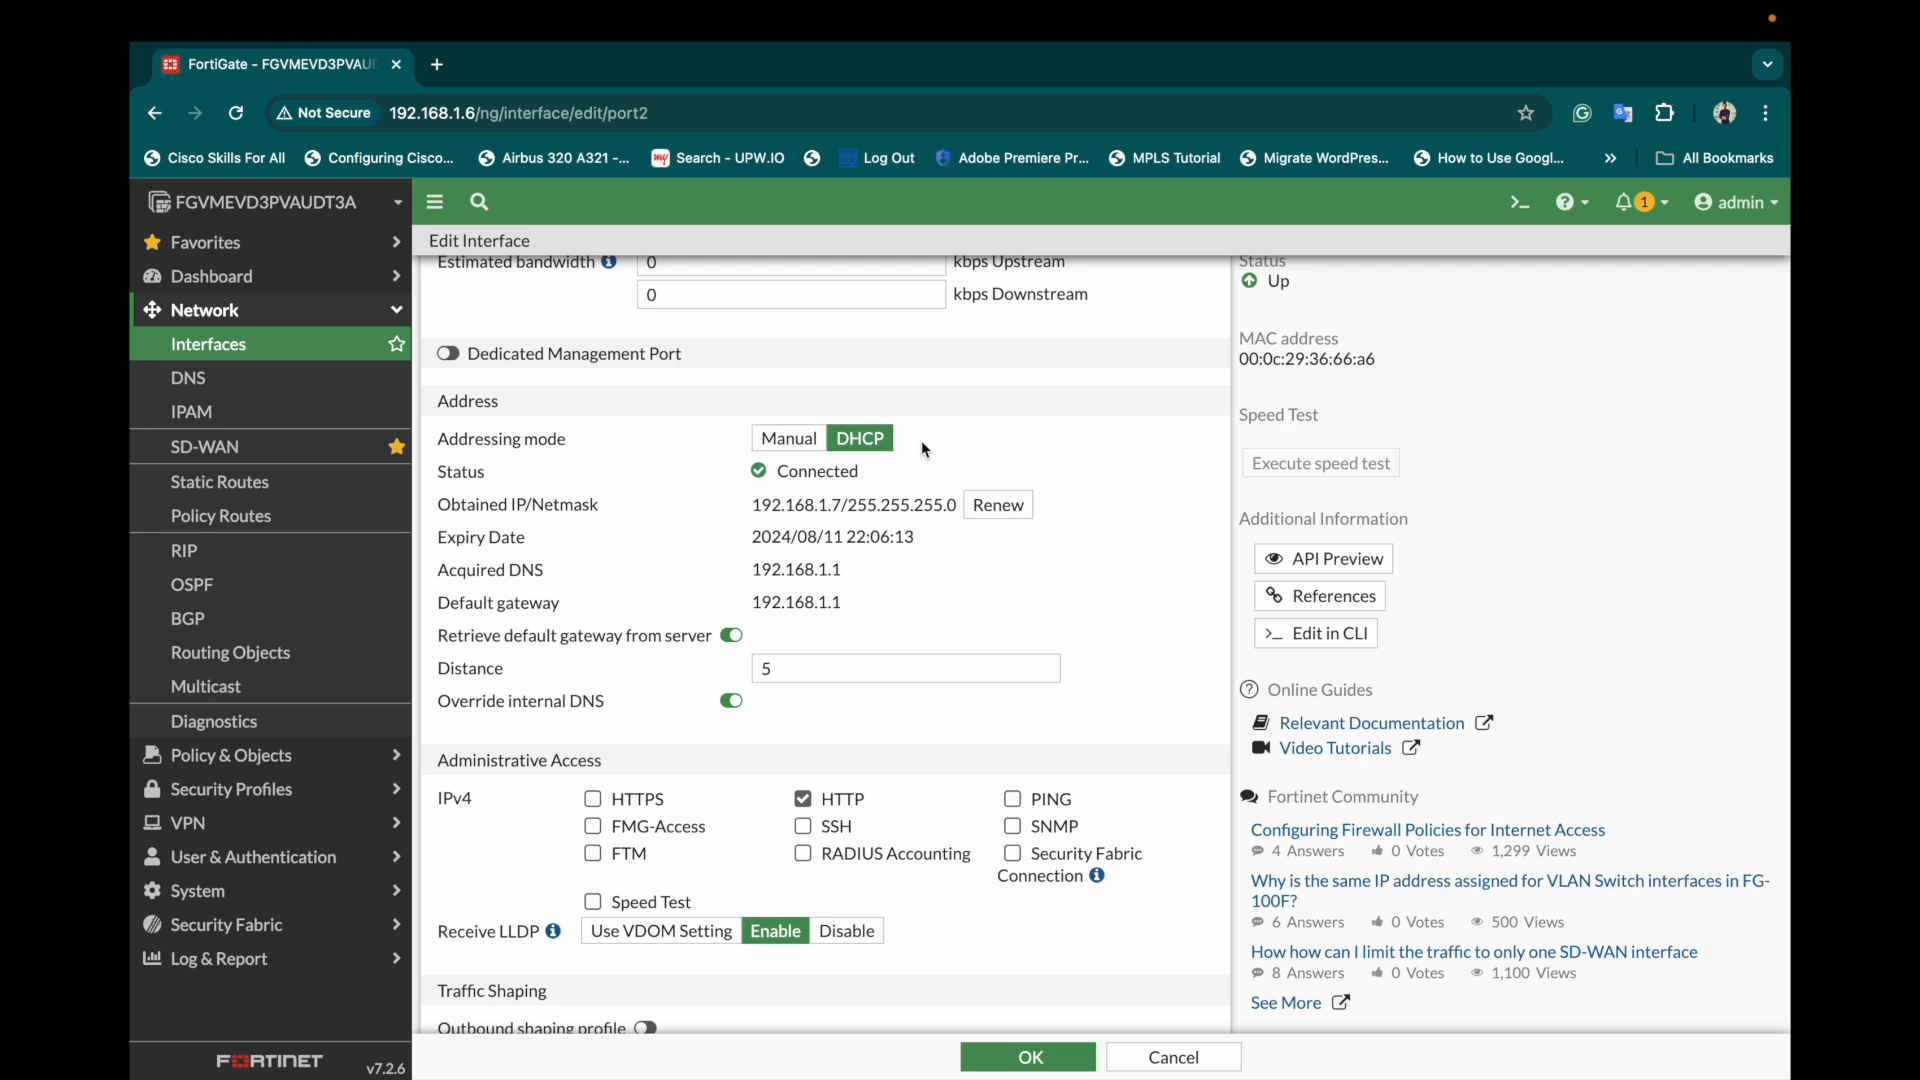 FortiGate - FGVMEVD3PVAU
Not Secure
192.168.1.6/ng/interface/edit/port2
Cisco Skills For All
Configuring Cisco...
Airbus 320 A321 -...
my
Search - UPW.IO
Log Out
Adobe Premiere Pr...
MPLS Tutorial
Migrate WordPres...
How to Use Googl...
»
All Bookmarks
FGVMEVD3PVAUDT3A
>_
1
admin
Favorites
Dashboard
Network
Interfaces
DNS
IPAM
SD-WAN
Static Routes
Policy Routes
RIP
OSPF
BGP
Routing Objects
Multicast
Diagnostics
Policy & Objects
Security Profiles
VPN
User & Authentication
System
Security Fabric
Log & Report
FORTINET
v7.2.6
Edit Interface
Estimated bandwidth 0 kbps Upstream
0 kbps Downstream
Dedicated Management Port
Address
Addressing mode Manual DHCP
Status Connected
Obtained IP/Netmask 192.168.1.7/255.255.255.0 Renew
Expiry Date 2024/08/11 22:06:13
Acquired DNS 192.168.1.1
Default gateway 192.168.1.1
Retrieve default gateway from server
Distance 5
Override internal DNS
Administrative Access
IPv4 HTTPS HTTP PING
FMG-Access SSH SNMP
FTM RADIUS Accounting Security Fabric
Connection
Speed Test
Receive LLDP Use VDOM Setting Enable Disable
Traffic Shaping
Outbound shaping profile
OK Cancel
Status
Up
MAC address
00:0c:29:36:66:a6
Speed Test
Execute speed test
Additional Information
API Preview
References
>_ Edit in CLI
Online Guides
Relevant Documentation
Video Tutorials
Fortinet Community
Configuring Firewall Policies for Internet Access
4 Answers 0 Votes 1,299 Views
Why is the same IP address assigned for VLAN Switch interfaces in FG-
100F?
6 Answers 0 Votes 500 Views
How how can I limit the traffic to only one SD-WAN interface
8 Answers 0 Votes 1,100 Views
See More